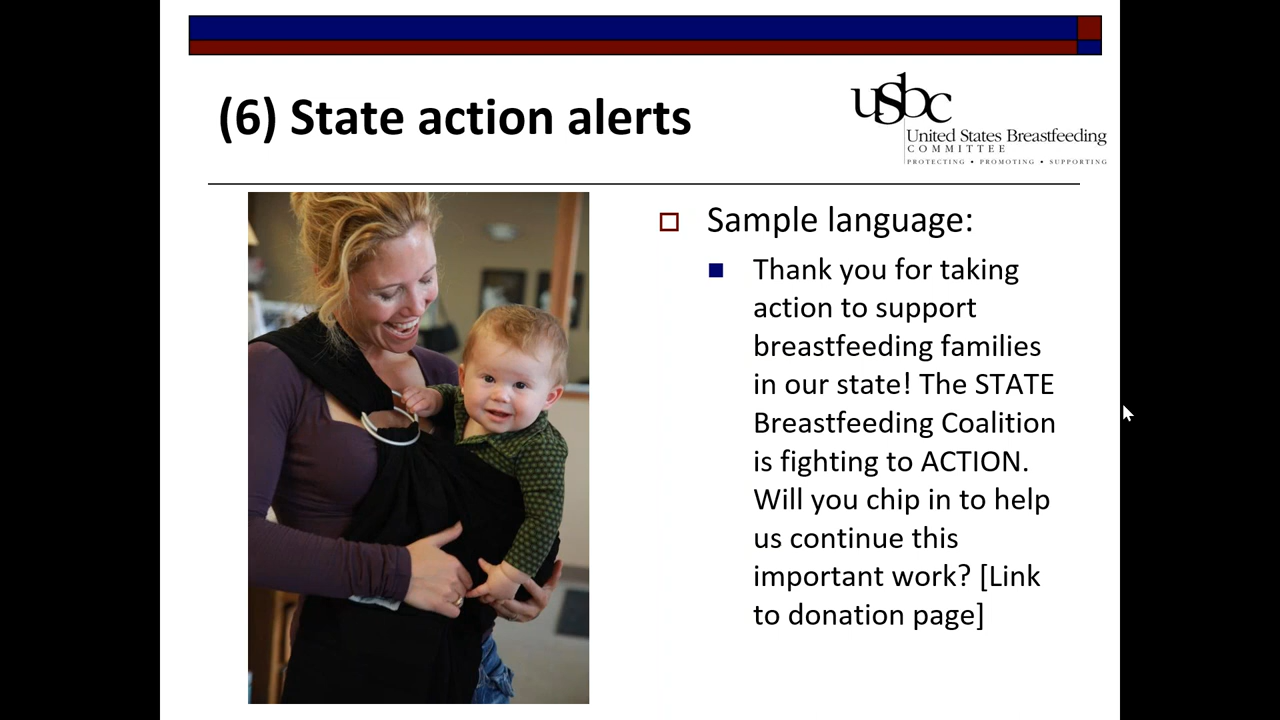 (6) State action alerts
usbc
United States Breastfeeding
COMMITTEE
PROTECTING • PROMOTING • SUPPORTING
Sample language:
Thank you for taking
action to support
breastfeeding families
in our state! The STATE
Breastfeeding Coalition
is fighting to ACTION.
Will you chip in to help
us continue this
important work? [Link
to donation page]